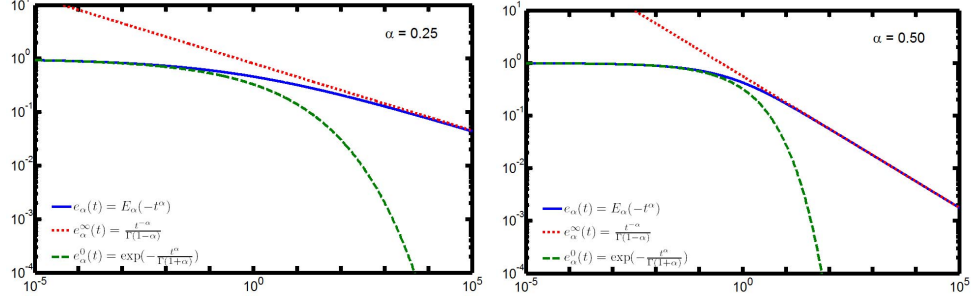 10^1
10^0
10^-1
10^-2
10^-3
10^-4
10^-5 10^0 10^5
α = 0.25
e_α(t) = E_α(-t^α)
e_α^∞(t) = t^-α / Γ(1-α)
e_α^0(t) = exp(- t^α / Γ(1+α))
10^1
10^0
10^-1
10^-2
10^-3
10^-4
10^-5 10^0 10^5
α = 0.50
e_α(t) = E_α(-t^α)
e_α^∞(t) = t^-α / Γ(1-α)
e_α^0(t) = exp(- t^α / Γ(1+α))